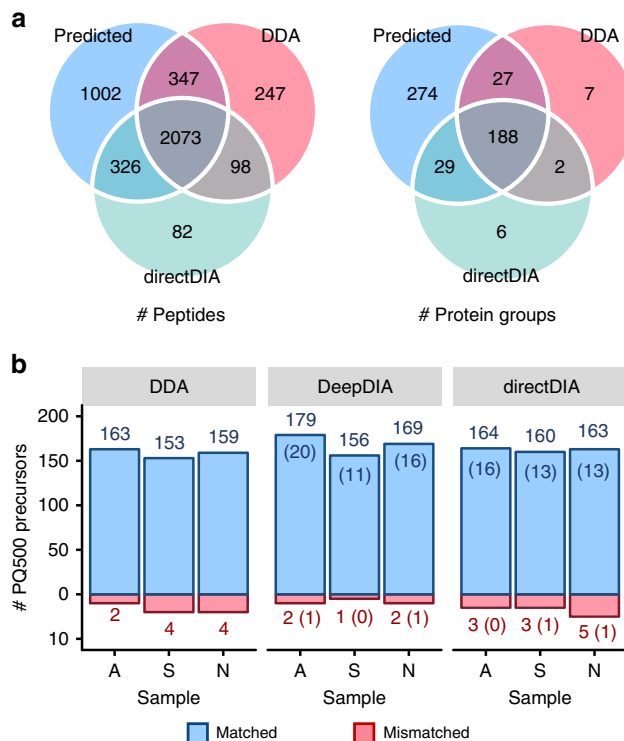 a
Predicted DDA Predicted DDA
1002 347 247 274 27 7
2073 188
326 98 29 2
82 6
directDIA directDIA
# Peptides # Protein groups
b
DDA DeepDIA directDIA
# PQ500 precursors
200
150
100
50
0
10
163 153 159 179 156 169 164 160 163
(20) (11) (16) (16) (13) (13)
2 4 4 2 (1) 1 (0) 2 (1) 3 (0) 3 (1) 5 (1)
A S N A S N A S N
Sample Sample Sample
Matched Mismatched